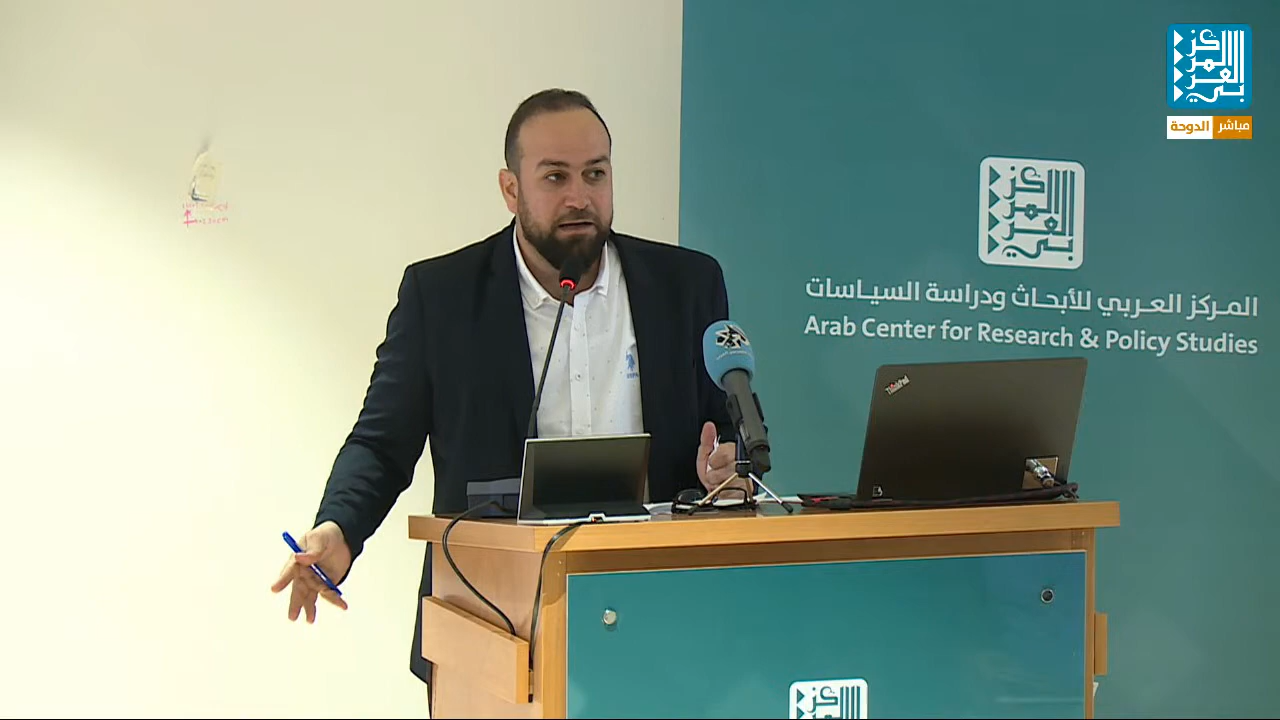 المركز العربي
مباشر الدوحة
المركز العربي
المركز العربي للأبحاث ودراسة السياسات
Arab Center for Research & Policy Studies
ThinkPad